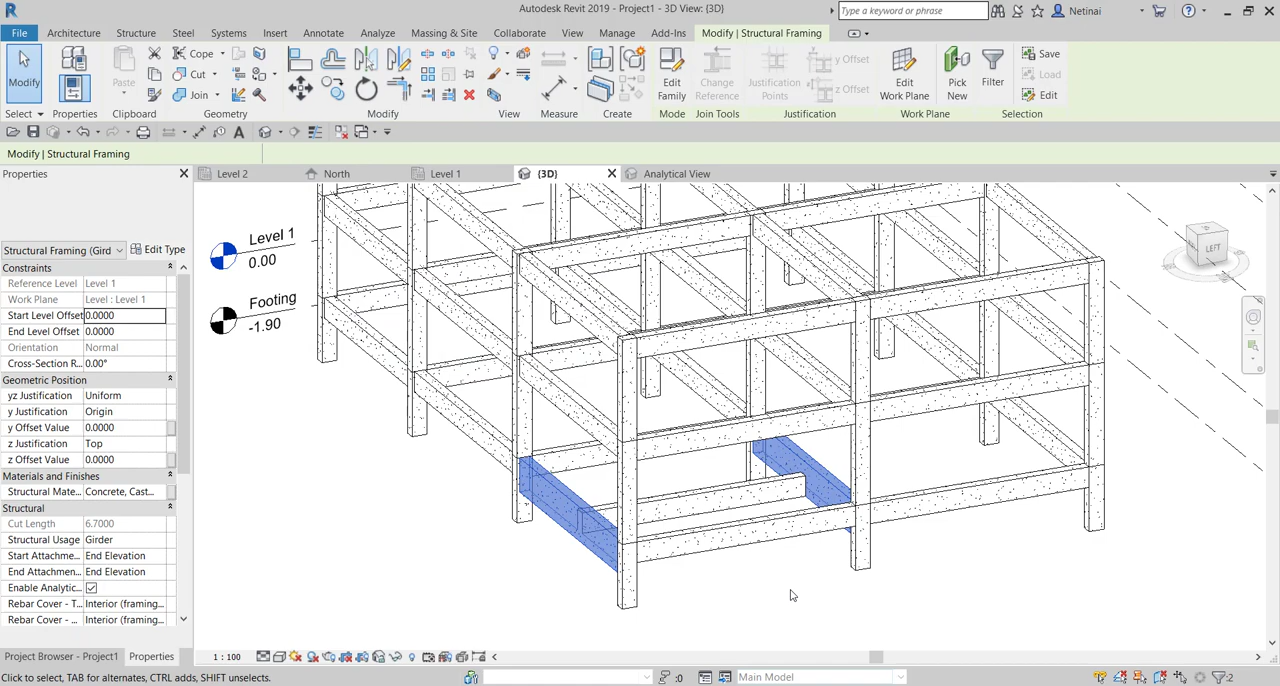 Autodesk Revit 2019 - Project1 - 3D View: {3D}
Type a keyword or phrase
Netinai
File Architecture Structure Steel Systems Insert Annotate Analyze Massing & Site Collaborate View Manage Add-Ins Modify | Structural Framing
Modify
Paste
Cope
Cut
Join
Edit Family
Change Reference
Justification Points
y Offset
z Offset
Edit Work Plane
Pick New
Filter
Save
Load
Edit
Select Properties Clipboard Geometry Modify View Measure Create Mode Join Tools Justification Work Plane Selection
Modify | Structural Framing
Properties
Level 2
North
Level 1
{3D}
Analytical View
Structural Framing (Gird
Edit Type
Constraints
Reference Level Level 1
Work Plane Level : Level 1
Start Level Offset 0.0000
End Level Offset 0.0000
Orientation Normal
Cross-Section R... 0.00°
Geometric Position
yz Justification Uniform
y Justification Origin
y Offset Value 0.0000
z Justification Top
z Offset Value 0.0000
Materials and Finishes
Structural Mate... Concrete, Cast...
Structural
Cut Length 6.7000
Structural Usage Girder
Start Attachme... End Elevation
End Attachmen... End Elevation
Enable Analytic...
Rebar Cover - T... Interior (framing...
Rebar Cover - ... Interior (framing...
Level 1
0.00
Footing
-1.90
LEFT
Project Browser - Project1 Properties
1 : 100
Click to select, TAB for alternates, CTRL adds, SHIFT unselects.
:0
Main Model
:2